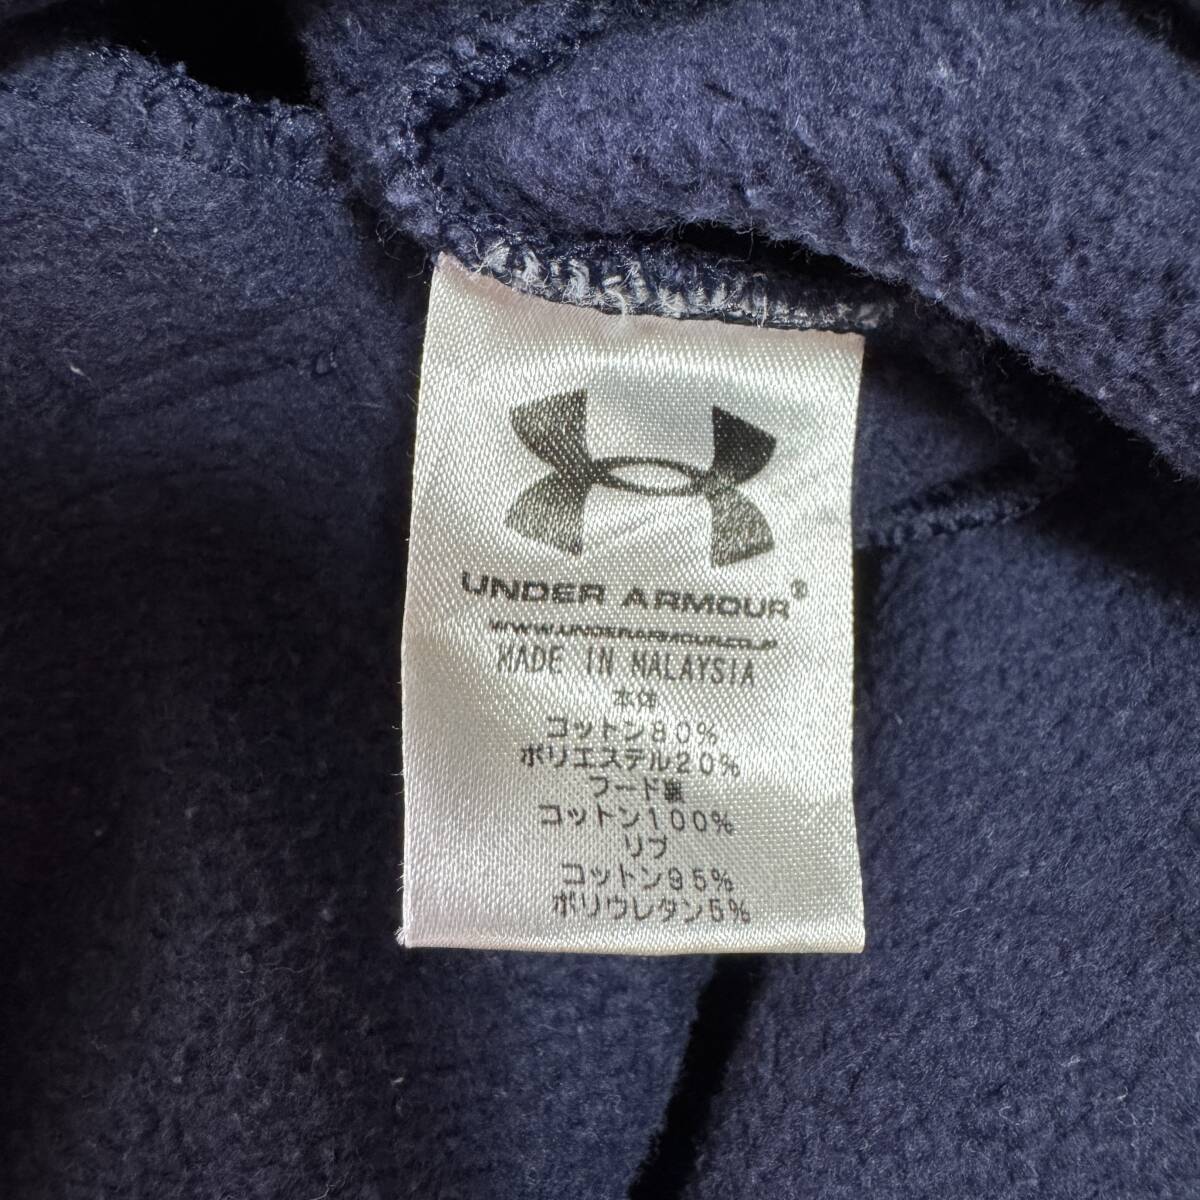 UNDER ARMOUR®
WWW.UNDERARMOUR.CO.JP
MADE IN MALAYSIA
本体
コットン80%
ポリエステル20%
フード裏
コットン100%
リブ
コットン95%
ポリウレタン5%